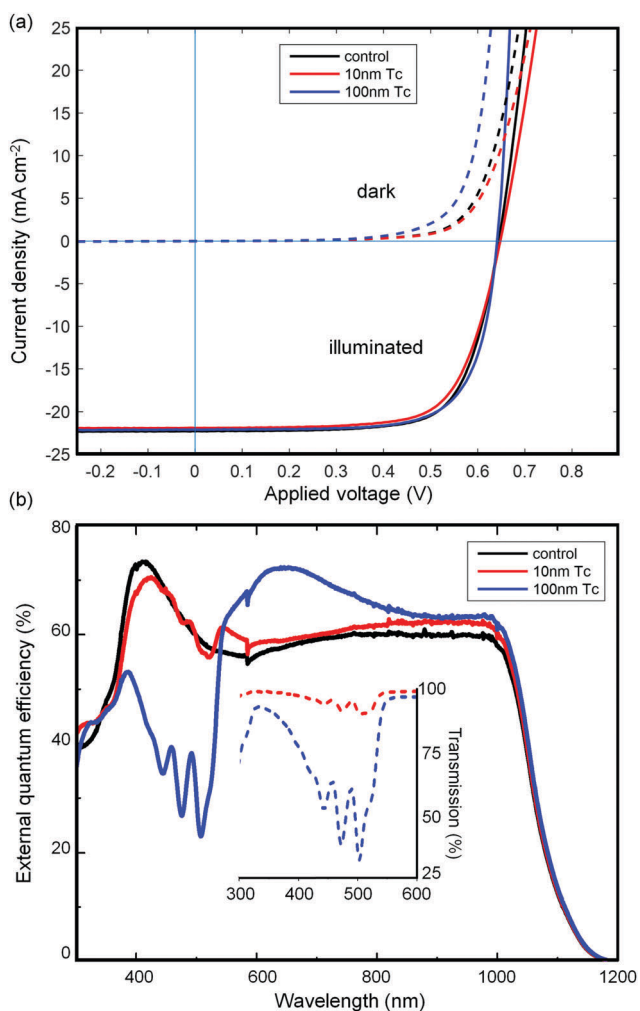 (a)
25
20
15
10
5
0
-5
-10
-15
-20
-25
Current density (mA cm⁻²)
control
10nm Tc
100nm Tc
dark
illuminated
-0.2 -0.1 0 0.1 0.2 0.3 0.4 0.5 0.6 0.7 0.8
Applied voltage (V)
(b)
80
60
40
20
0
External quantum efficiency (%)
control
10nm Tc
100nm Tc
100
75
50
25
Transmission (%)
300 400 500 600
400 600 800 1000 1200
Wavelength (nm)